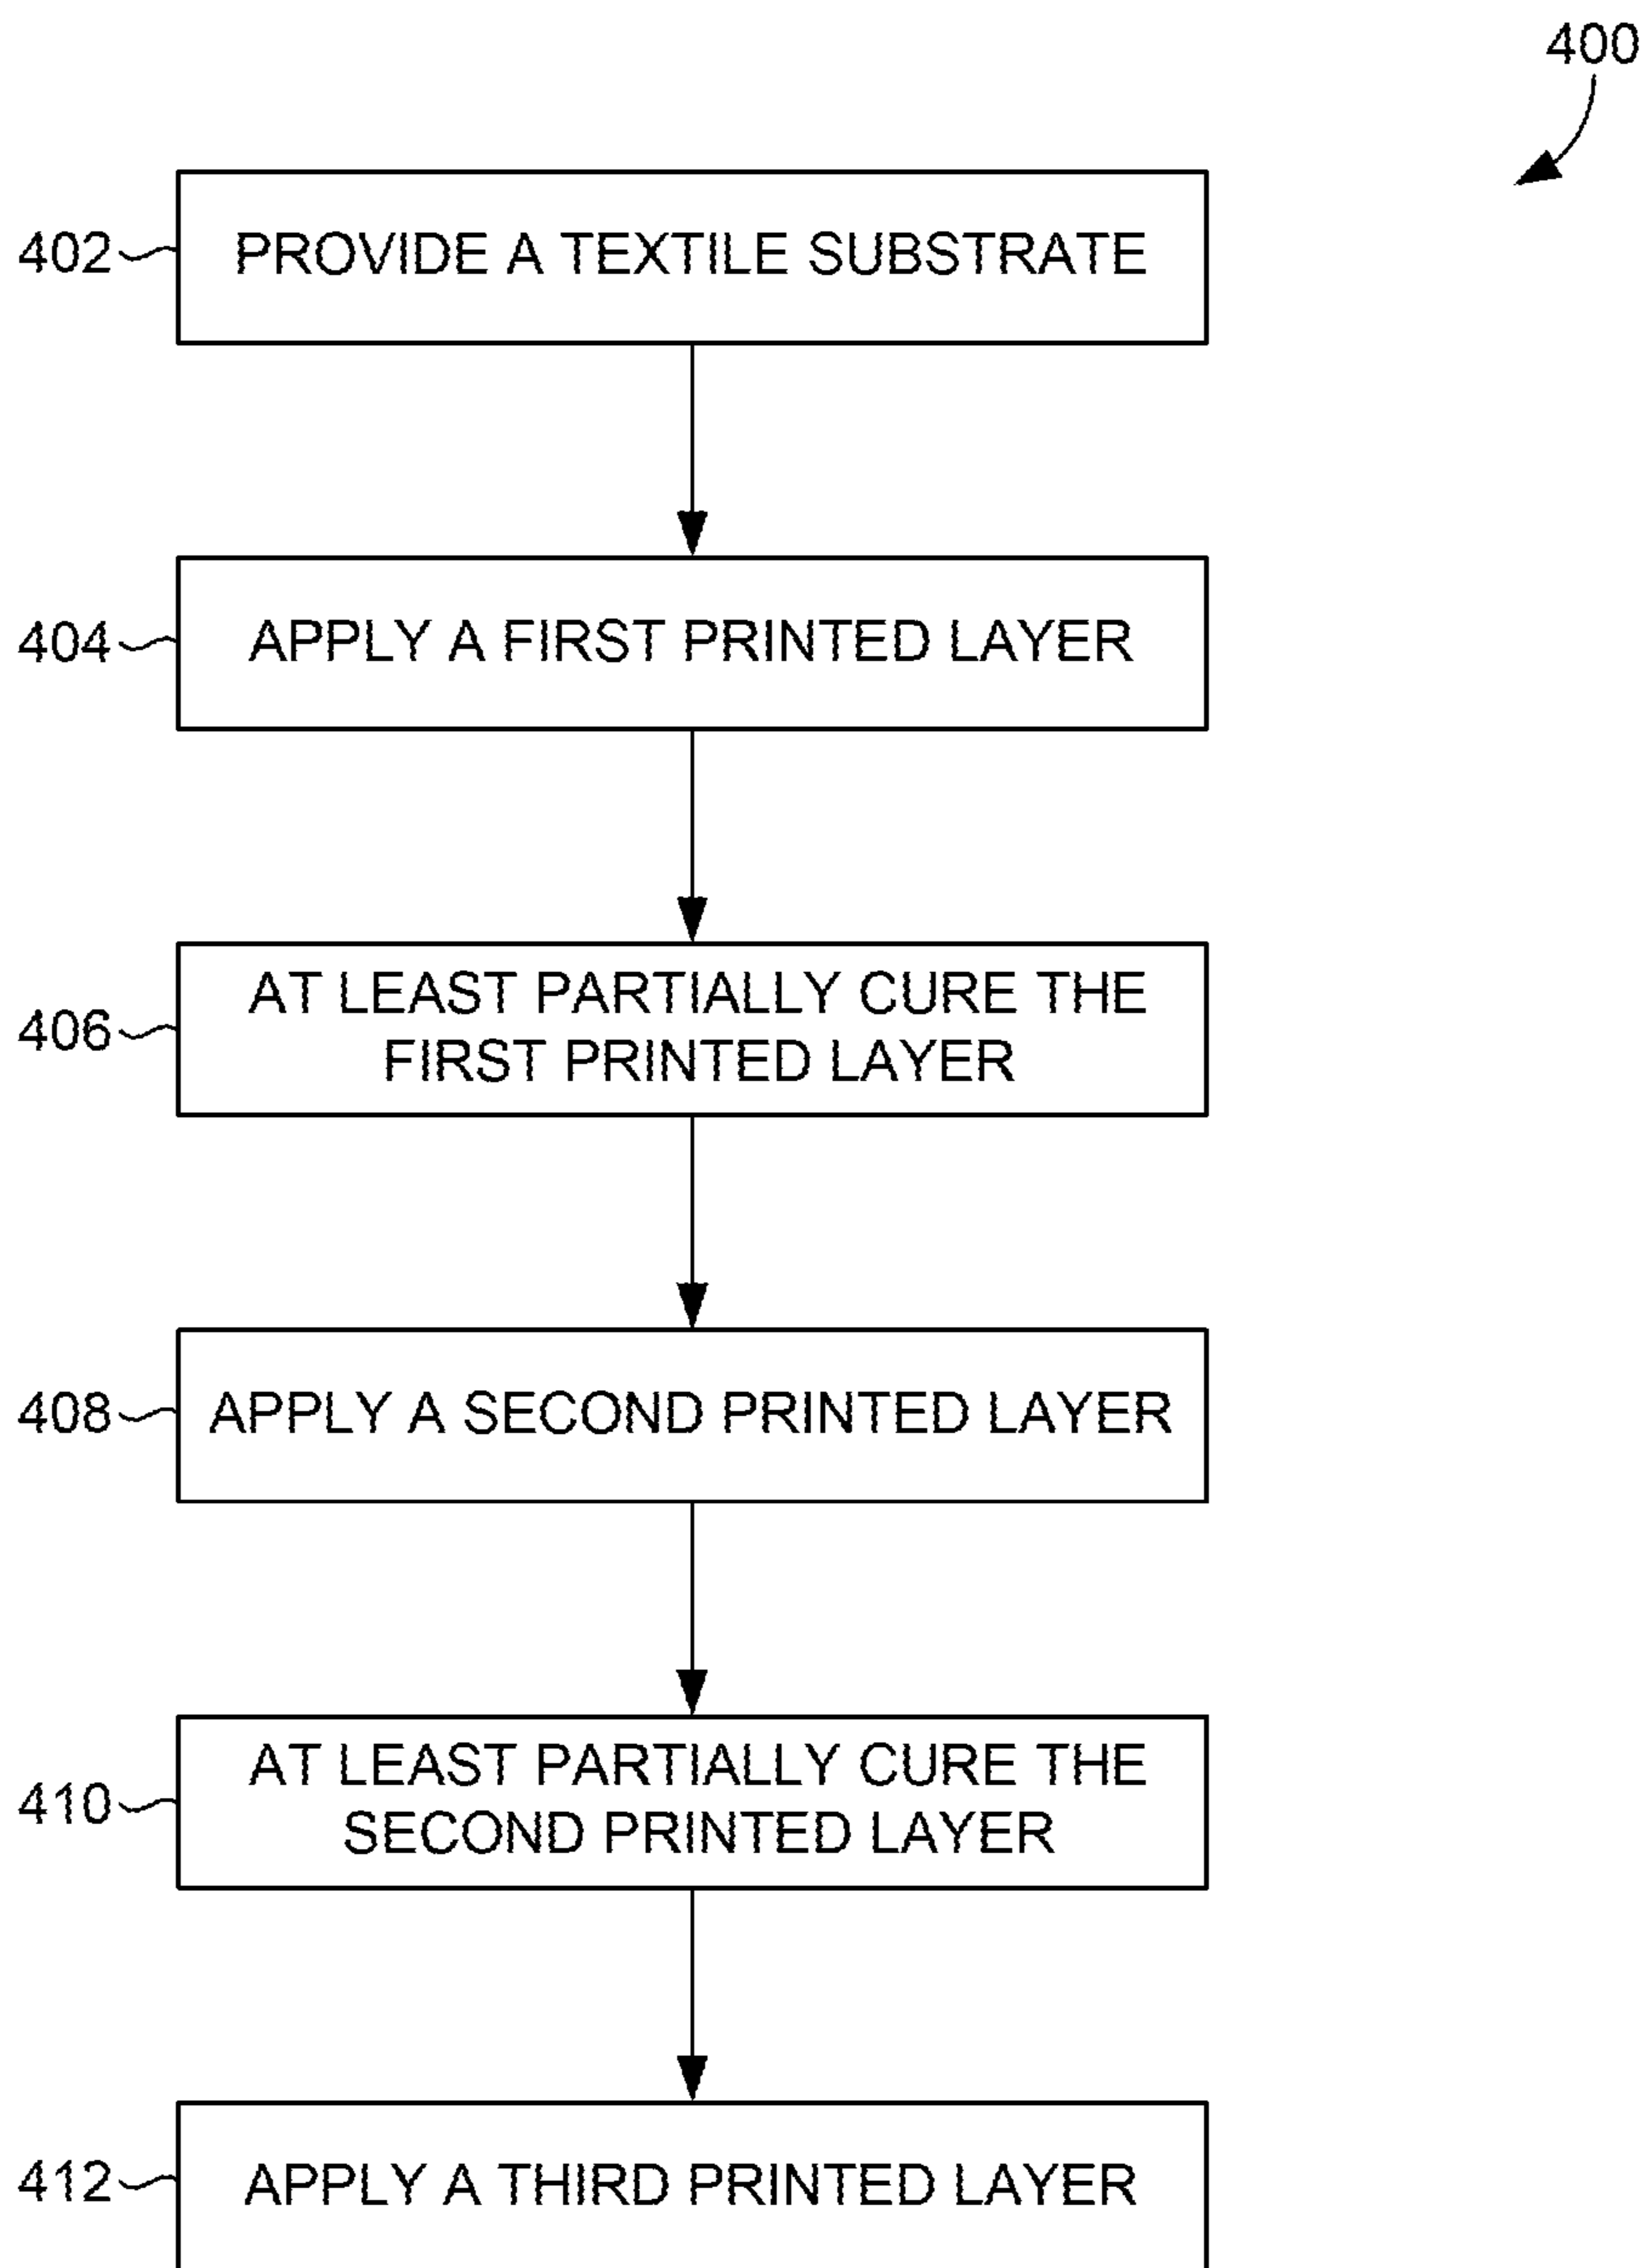 400
402 PROVIDE A TEXTILE SUBSTRATE
404 APPLY A FIRST PRINTED LAYER
AT LEAST PARTIALLY CURE THE
406 FIRST PRINTED LAYER
408 APPLY A SECOND PRINTED LAYER
AT LEAST PARTIALLY CURE THE
410 SECOND PRINTED LAYER
412 APPLY A THIRD PRINTED LAYER